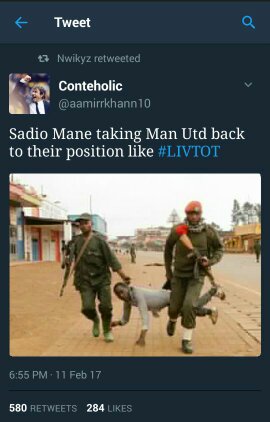 Tweet
Nwikyz retweeted
Conteholic
@aamirrkhann10
Sadio Mane taking Man Utd back
to their position like #LIVTOT
6:55 PM · 11 Feb 17
580 RETWEETS 284 LIKES